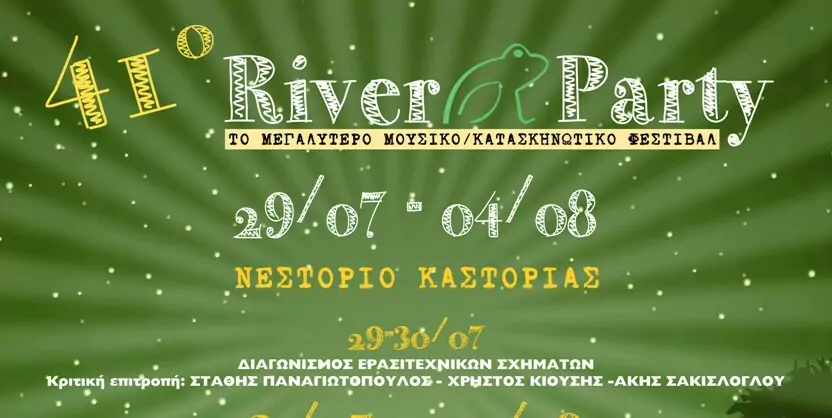 41ο River Party
ΤΟ ΜΕΓΑΛΥΤΕΡΟ ΜΟΥΣΙΚΟ/ΚΑΤΑΣΚΗΝΩΤΙΚΟ ΦΕΣΤΙΒΑΛ
29/07 - 04/08
ΝΕΣΤΟΡΙΟ ΚΑΣΤΟΡΙΑΣ
29-30/07
ΔΙΑΓΩΝΙΣΜΟΣ ΕΡΑΣΙΤΕΧΝΙΚΩΝ ΣΧΗΜΑΤΩΝ
Κριτική επιτροπή: ΣΤΑΘΗΣ ΠΑΝΑΓΙΩΤΟΠΟΥΛΟΣ - ΧΡΗΣΤΟΣ ΚΙΟΥΣΗΣ -ΑΚΗΣ ΣΑΚΙΣΛΟΓΛΟΥ